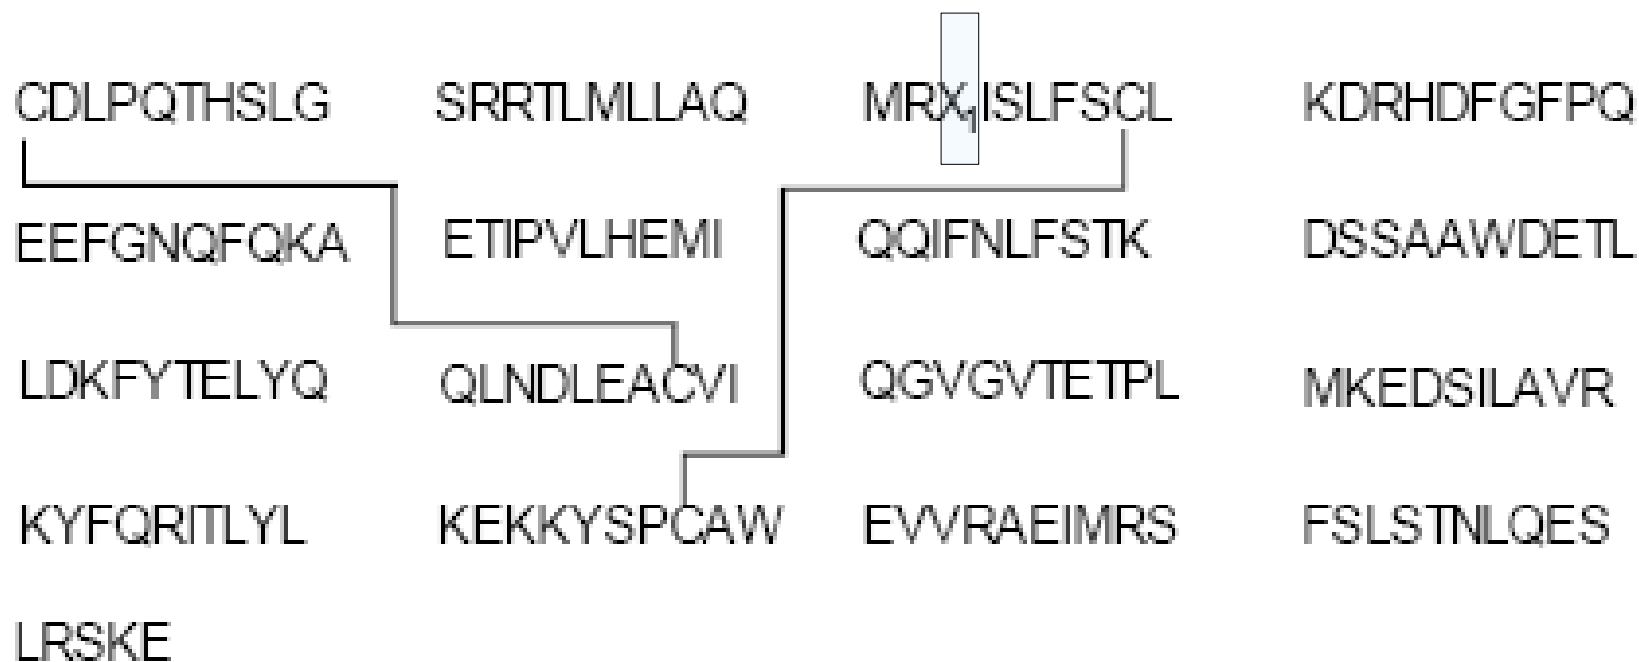 CDLPQTHSLG SRRTLMLLAQ MRX₁ISLFSCL KDRHDFGFPQ
EEFGNQFQKA ETIPVLHEMI QQIFNLFSTK DSSAAWDETL
LDKFYTELYQ QLNDLEACVI QGVGVTETPL MKEDSILAVR
KYFQRITLYL KEKKYSPCAW EVVRAEIMRS FSLSTNLQES
LRSKE